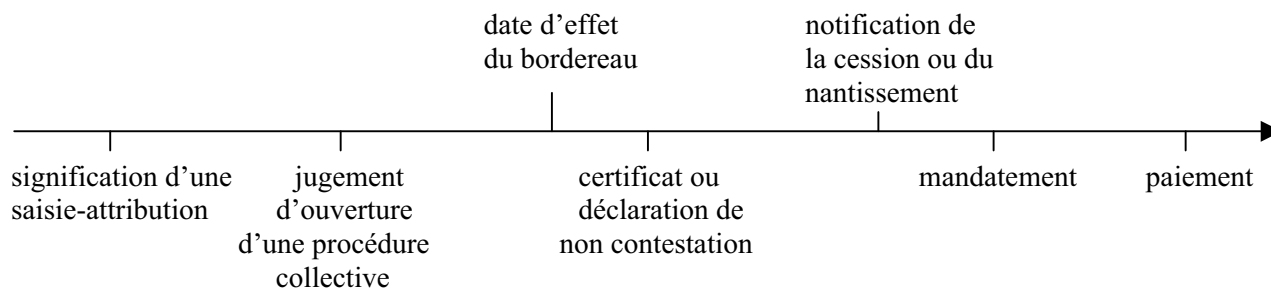 date d’effet
du bordereau
notification de
la cession ou du
nantissement
signification d’une
saisie-attribution
jugement
d’ouverture
d’une procédure
collective
certificat ou
déclaration de
non contestation
mandatement
paiement